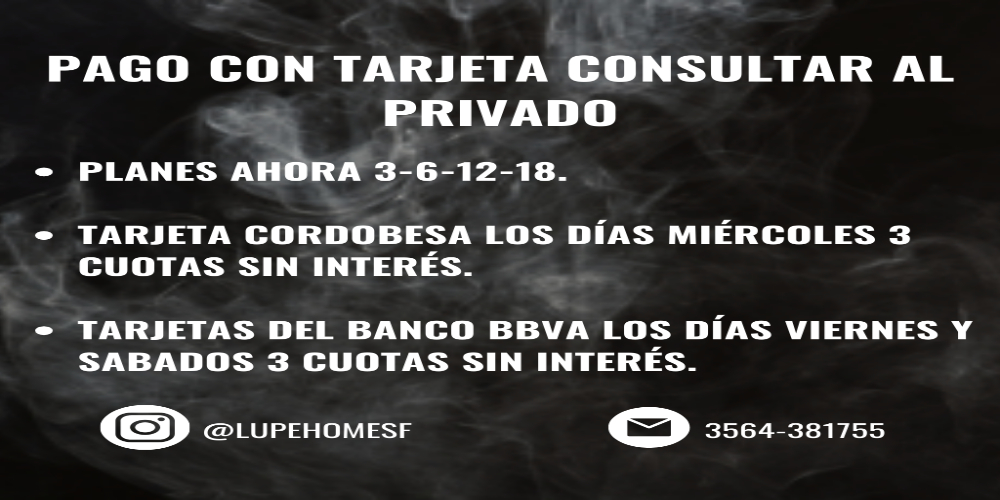 PAGO CON TARJETA CONSULTAR AL
PRIVADO
• PLANES AHORA 3-6-12-18.
• TARJETA CORDOBESA LOS DÍAS MIÉRCOLES 3
CUOTAS SIN INTERÉS.
• TARJETAS DEL BANCO BBVA LOS DÍAS VIERNES Y
SABADOS 3 CUOTAS SIN INTERÉS.
@LUPEHOMESF
3564-381755